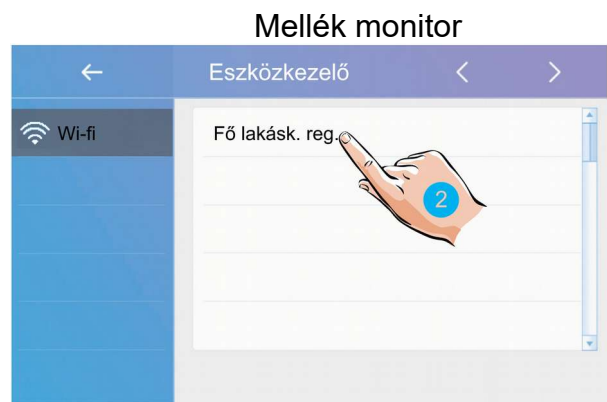 Mellék monitor
Eszközkezelő
Wi-fi
Fő lakásk. reg.
2